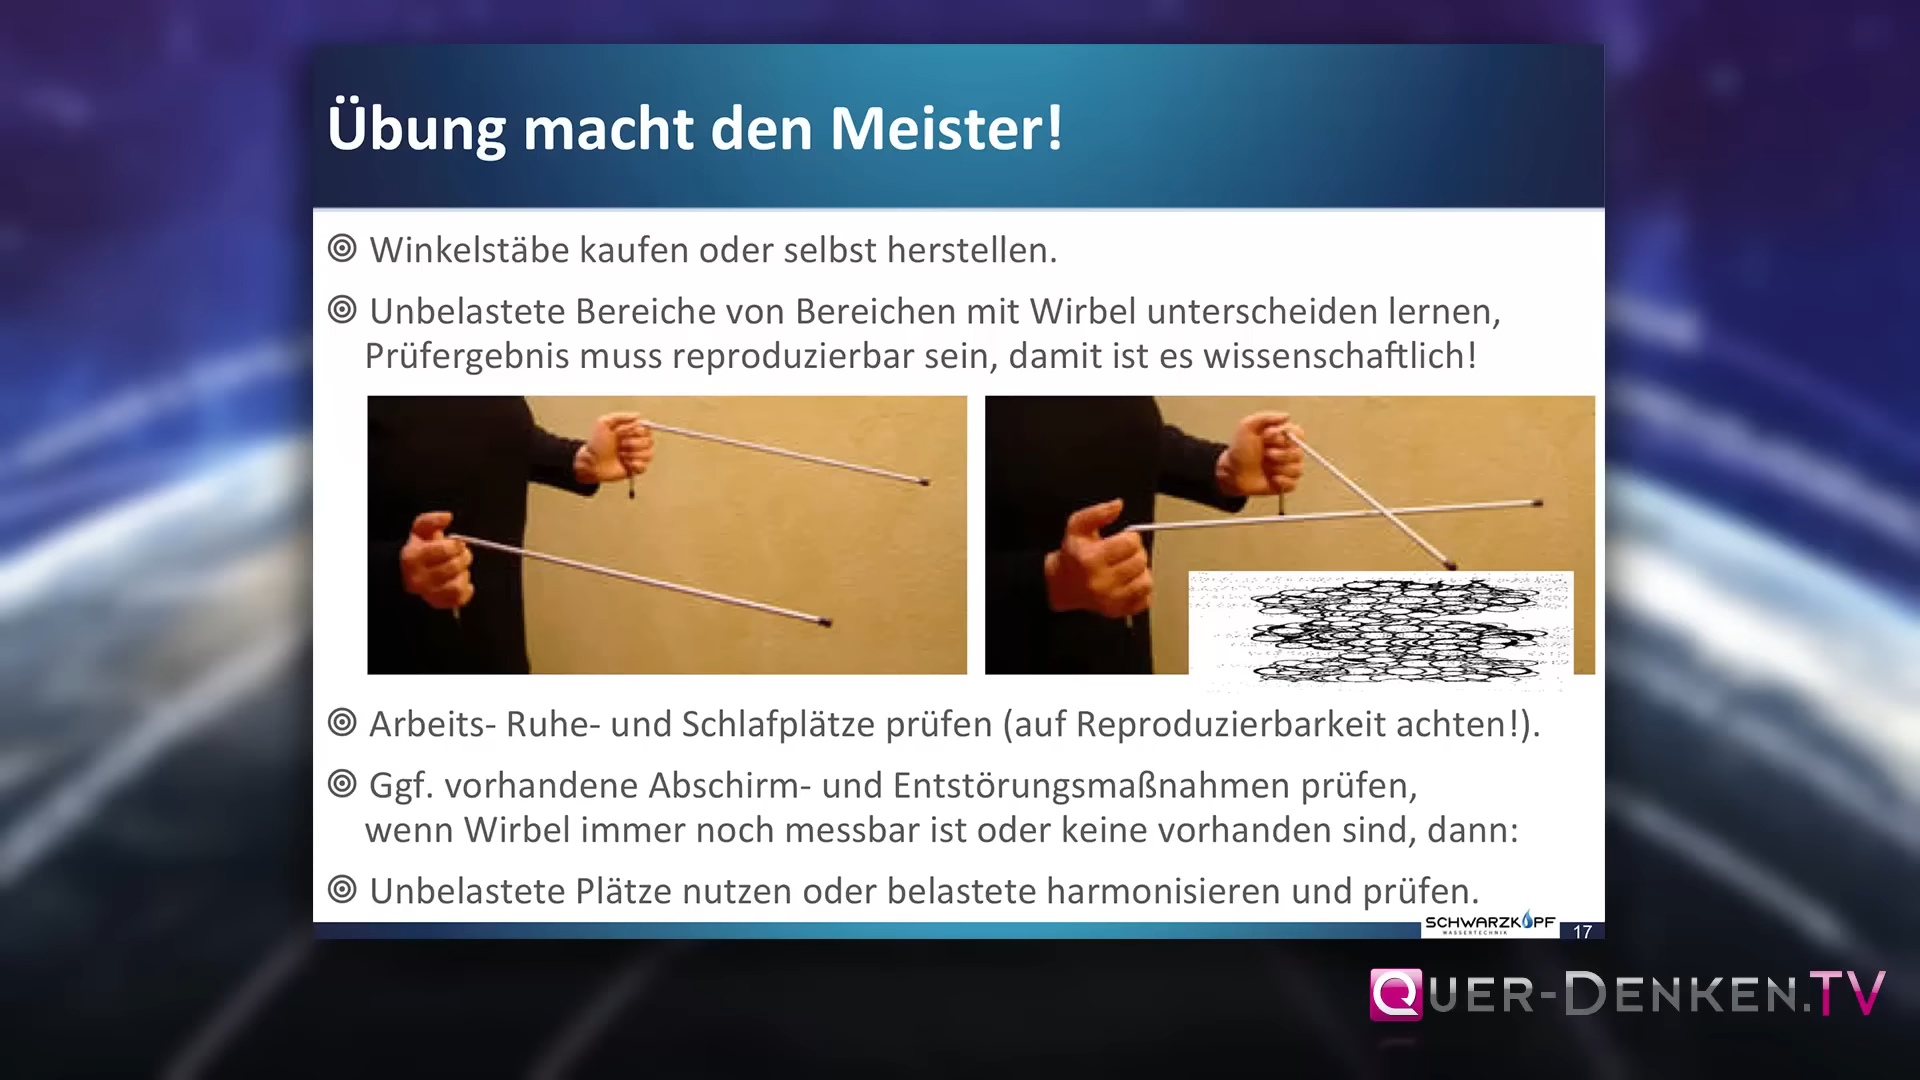 Übung macht den Meister!
Winkelstäbe kaufen oder selbst herstellen.
Unbelastete Bereiche von Bereichen mit Wirbel unterscheiden lernen,
Prüfergebnis muss reproduzierbar sein, damit ist es wissenschaftlich!
Arbeits- Ruhe- und Schlafplätze prüfen (auf Reproduzierbarkeit achten!).
Ggf. vorhandene Abschirm- und Entstörungsmaßnahmen prüfen,
wenn Wirbel immer noch messbar ist oder keine vorhanden sind, dann:
Unbelastete Plätze nutzen oder belastete harmonisieren und prüfen.
SCHWARZKOPF
WASSERTECHNIK
17
QUER-DENKEN.TV